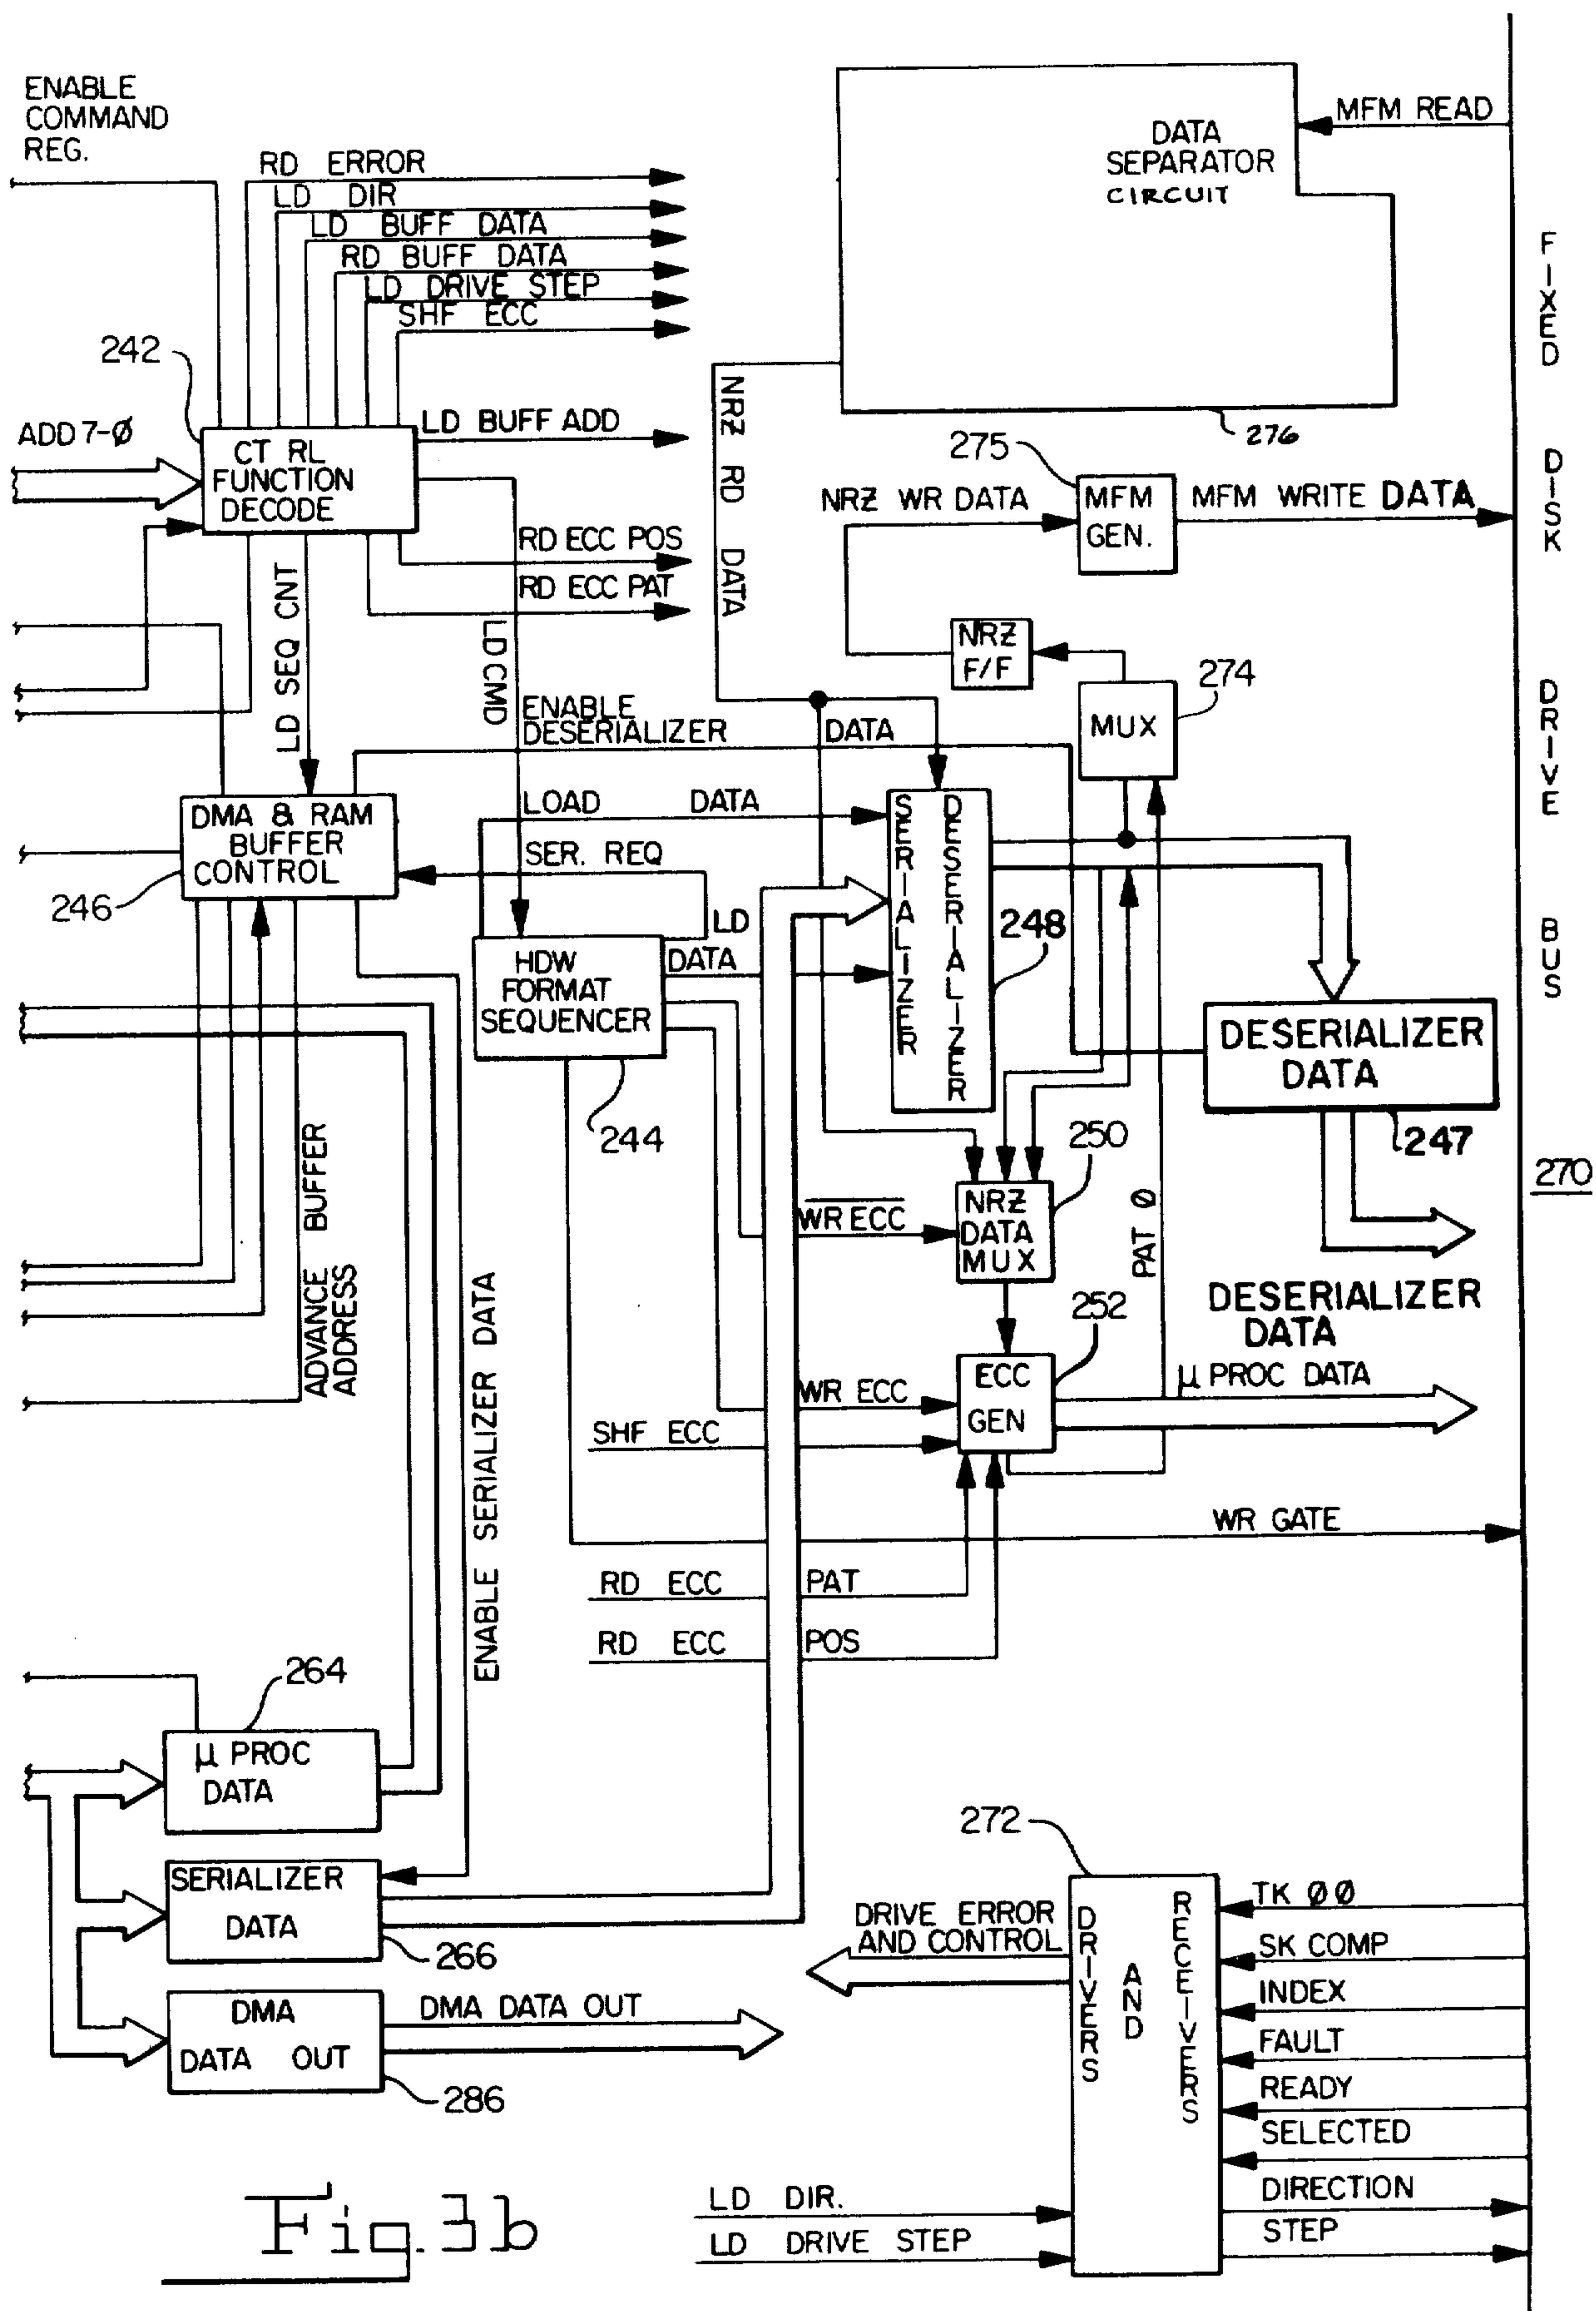 ENABLE
COMMAND
REG.
RD ERROR
LD DIR
LD BUFF DATA
RD BUFF DATA
LD DRIVE STEP
SHF ECC
242
ADD 7-Ø
CT RL
FUNCTION
DECODE
LD BUFF ADD
RD ECC POS
RD ECC PAT
LD SEQ CNT
LD CMD
DATA
SEPARATOR
CIRCUIT
276
MFM READ
NRZ RD DATA
275
NRZ WR DATA
MFM
GEN.
MFM WRITE DATA
NRZ
F/F
274
MUX
FIXED DISK DRIVE BUS
270
ENABLE
DESERIALIZER DATA
DMA & RAM
BUFFER
CONTROL
246
LOAD DATA
SER. REQ
LD
DATA
HDW
FORMAT
SEQUENCER
244
SERIALIZER
DESERIALIZER
248
DESERIALIZER
DATA
247
250
NRZ
DATA
MUX
WR ECC
PAT Ø
252
ECC
GEN
WR ECC
SHF ECC
DESERIALIZER
DATA
µ PROC DATA
ADVANCE BUFFER
ADDRESS
ENABLE SERIALIZER DATA
WR GATE
RD ECC PAT
RD ECC POS
264
µ PROC
DATA
SERIALIZER
DATA
266
DMA
DATA OUT
286
DMA DATA OUT
272
DRIVE ERROR
AND CONTROL
DRIVERS
AND
RECEIVERS
TK ØØ
SK COMP
INDEX
FAULT
READY
SELECTED
DIRECTION
STEP
LD DIR.
LD DRIVE STEP
Fig. 3b